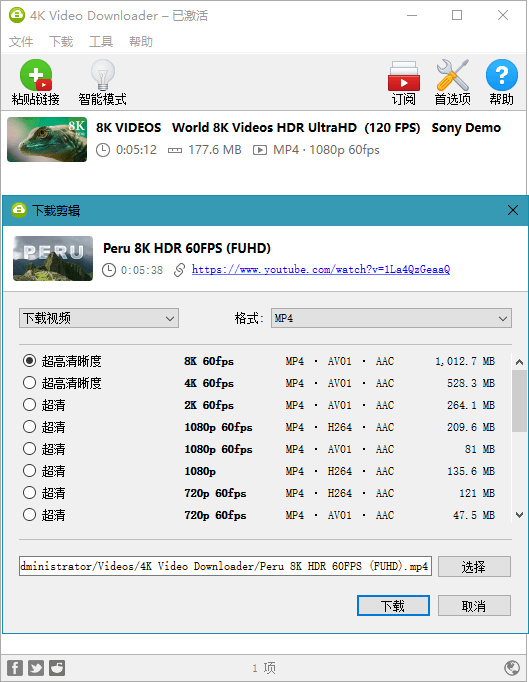 4K Video Downloader – 已激活
文件 下载 工具 帮助
粘贴链接 智能模式 订阅 首选项 帮助
8K
8K VIDEOS World 8K Videos HDR UltraHD (120 FPS) Sony Demo
0:05:12 177.6 MB MP4 · 1080p 60fps
下载剪辑
PERU
Peru 8K HDR 60FPS (FUHD)
0:05:38 https://www.youtube.com/watch?v=1La4QzGeaaQ
下载视频 格式: MP4
超高清晰度 8K 60fps MP4 · AV01 · AAC 1,012.7 MB
超高清晰度 4K 60fps MP4 · AV01 · AAC 528.3 MB
超清 2K 60fps MP4 · AV01 · AAC 264.1 MB
超清 1080p 60fps MP4 · H264 · AAC 209.6 MB
超清 1080p 60fps MP4 · AV01 · AAC 81 MB
超清 1080p MP4 · H264 · AAC 135.6 MB
超清 720p 60fps MP4 · H264 · AAC 121 MB
超清 720p 60fps MP4 · AV01 · AAC 47.5 MB
dministrator/Videos/4K Video Downloader/Peru 8K HDR 60FPS (FUHD).mp4 选择
下载 取消
1 项